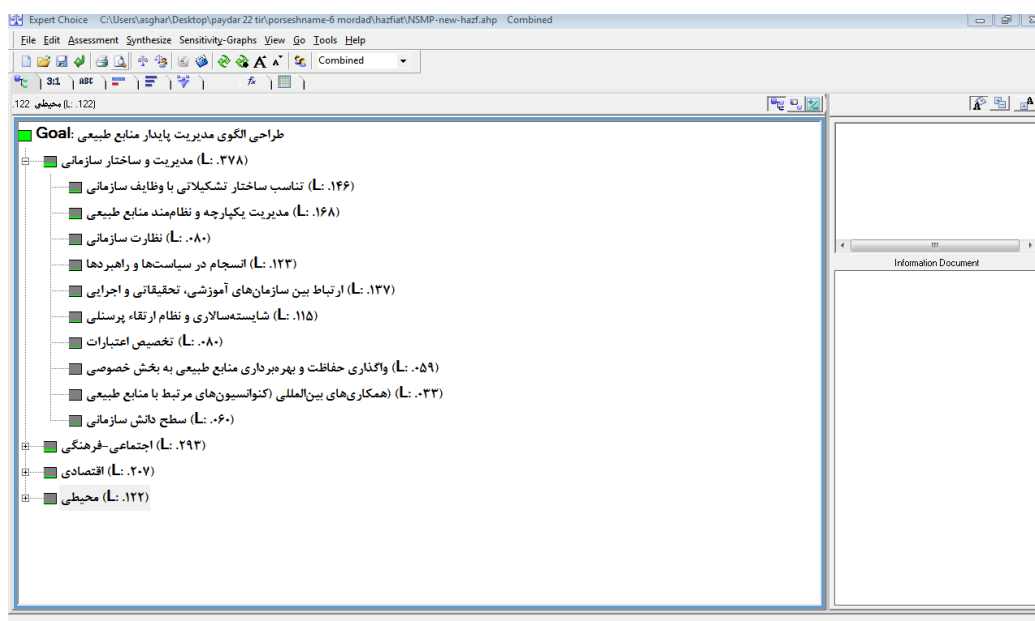 Expert Choice C:\Users\asghar\Desktop\paydar 22 tir\porseshname-6 mordad\hazfiat\NSMP-new-hazf.ahp Combined
File Edit Assessment Synthesize Sensitivity-Graphs View Go Tools Help
Combined
3:1 ABC fx
محیطی (L: .122) .122
Goal: طراحی الگوی مدیریت پایدار منابع طبیعی
مدیریت و ساختار سازمانی (L: .۳۷۸)
تناسب ساختار تشکیلاتی با وظایف سازمانی (L: .۱۴۶)
مدیریت یکپارچه و نظام‌مند منابع طبیعی (L: .۱۶۸)
نظارت سازمانی (L: .۰۸۰)
انسجام در سیاست‌ها و راهبردها (L: .۱۲۳)
ارتباط بین سازمان‌های آموزشی، تحقیقاتی و اجرایی (L: .۱۳۷)
شایسته‌سالاری و نظام ارتقاء پرسنلی (L: .۱۱۵)
تخصیص اعتبارات (L: .۰۸۰)
واگذاری حفاظت و بهره‌برداری منابع طبیعی به بخش خصوصی (L: .۰۵۹)
همکاری‌های بین‌المللی (کنوانسیون‌های مرتبط با منابع طبیعی) (L: .۰۳۳)
سطح دانش سازمانی (L: .۰۶۰)
اجتماعی-فرهنگی (L: .۲۹۳)
اقتصادی (L: .۲۰۷)
محیطی (L: .۱۲۲)
Information Document